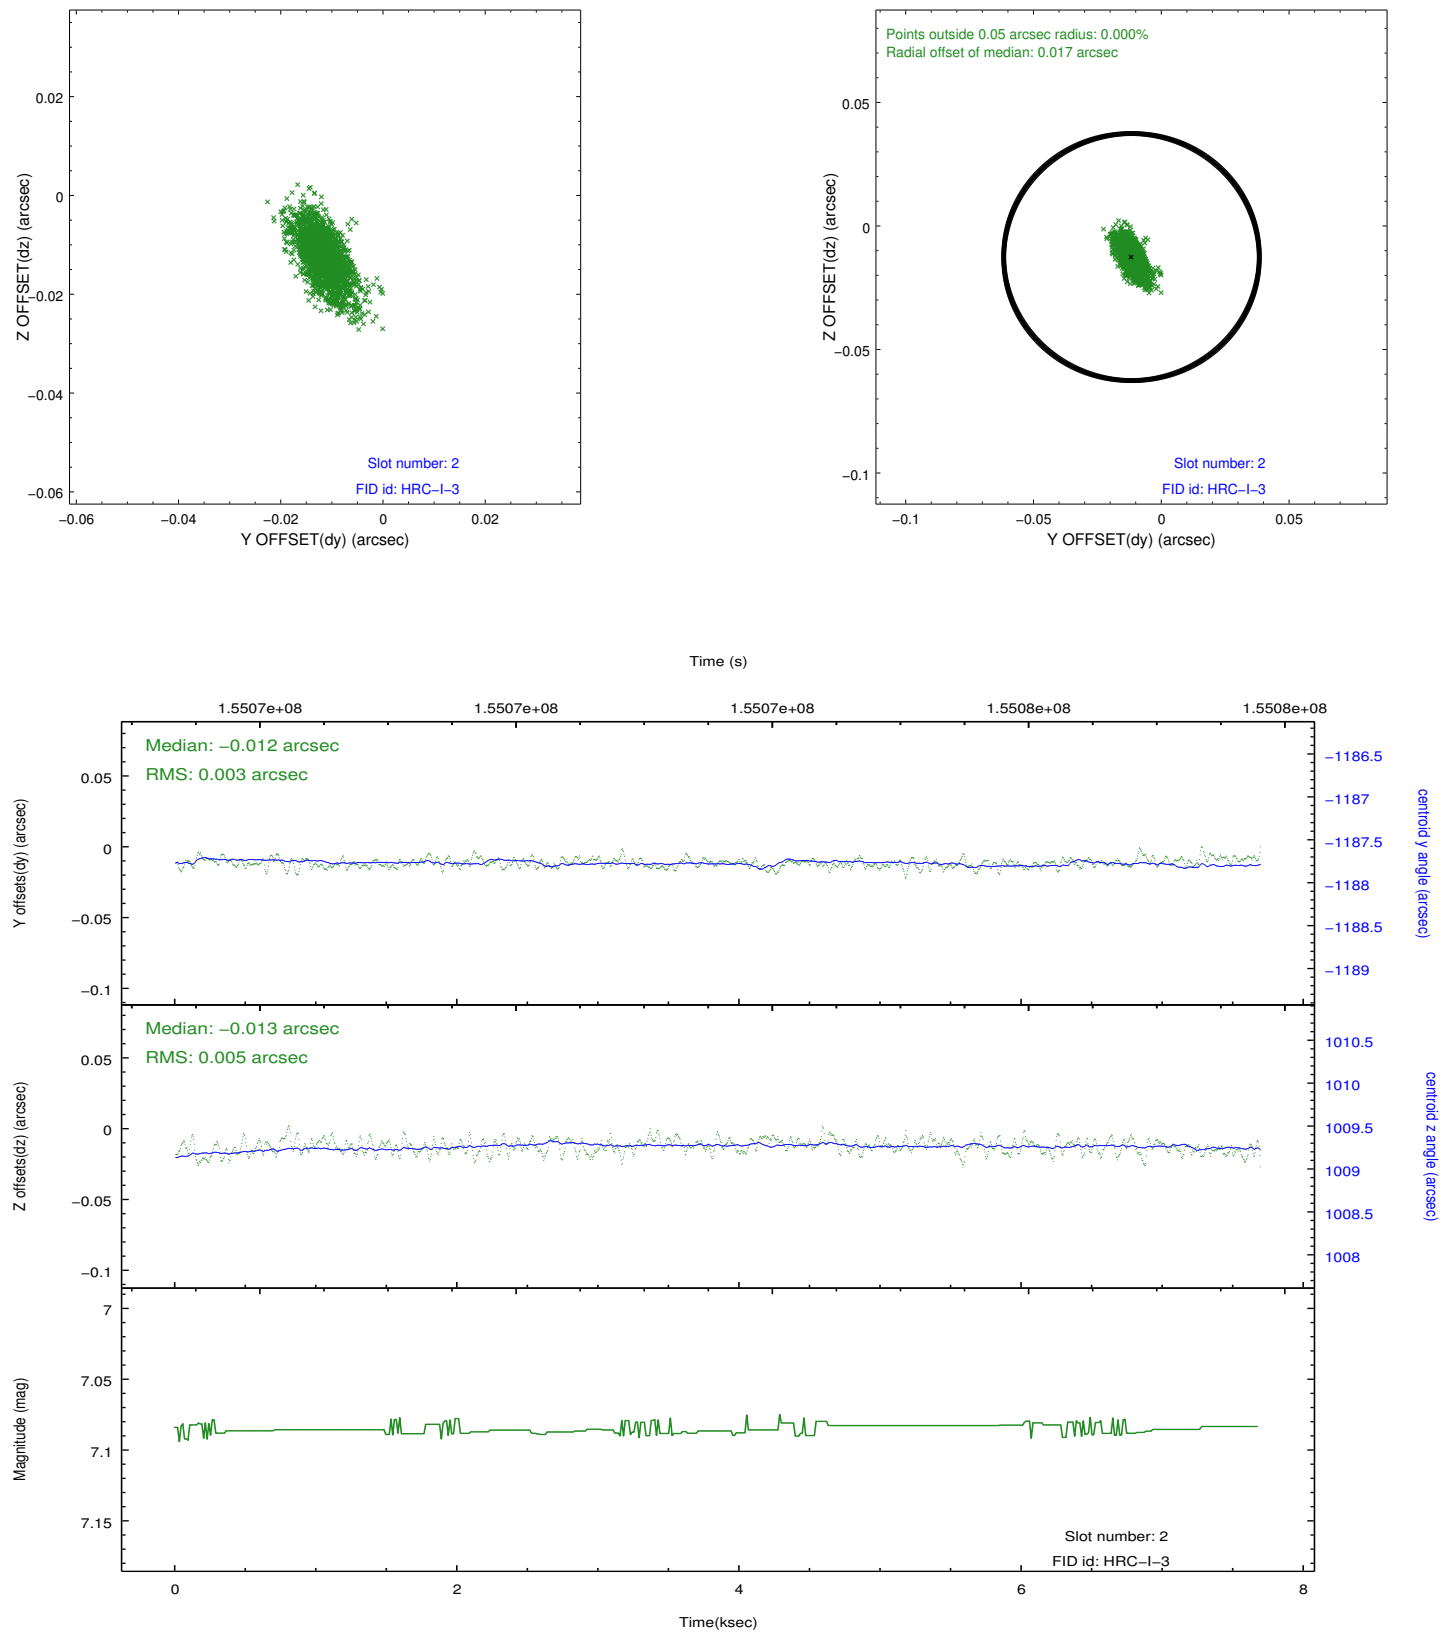 0.02
0
−0.02
−0.04
−0.06
Z OFFSET(dz) (arcsec)
Slot number: 2
FID id: HRC−I−3
−0.06 −0.04 −0.02 0 0.02
Y OFFSET(dy) (arcsec)
Points outside 0.05 arcsec radius: 0.000%
Radial offset of median: 0.017 arcsec
0.05
0
−0.05
−0.1
Z OFFSET(dz) (arcsec)
Slot number: 2
FID id: HRC−I−3
−0.1 −0.05 0 0.05
Y OFFSET(dy) (arcsec)
Time (s)
1.5507e+08 1.5507e+08 1.5507e+08 1.5508e+08 1.5508e+08
Median: −0.012 arcsec
RMS: 0.003 arcsec
0.05
0
−0.05
−0.1
Y offsets(dy) (arcsec)
−1186.5
−1187
−1187.5
−1188
−1188.5
−1189
centroid y angle (arcsec)
Median: −0.013 arcsec
RMS: 0.005 arcsec
0.05
0
−0.05
−0.1
Z offsets(dz) (arcsec)
1010.5
1010
1009.5
1009
1008.5
1008
centroid z angle (arcsec)
7
7.05
7.1
7.15
Magnitude (mag)
Slot number: 2
FID id: HRC−I−3
0 2 4 6 8
Time(ksec)